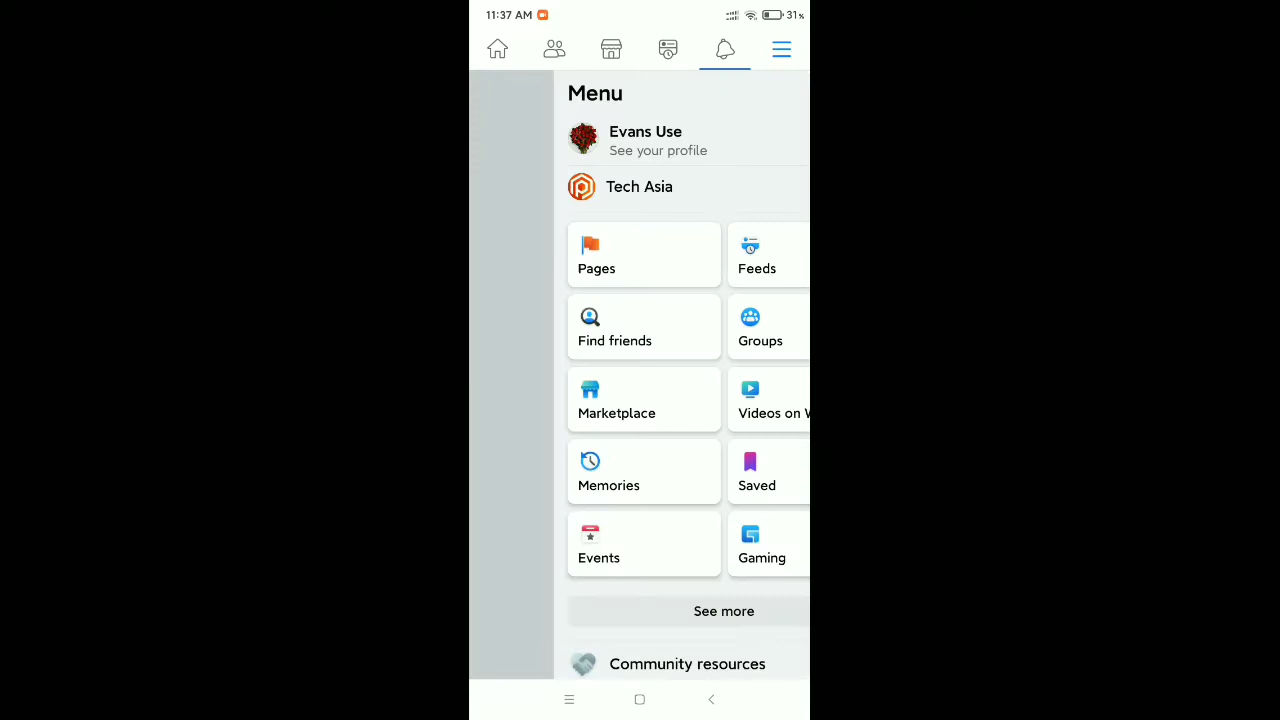 11:37 AM 31%
Menu
Evans Use
See your profile
Tech Asia
Pages
Feeds
Find friends
Groups
Marketplace
Videos on W
Memories
Saved
Events
Gaming
See more
Community resources